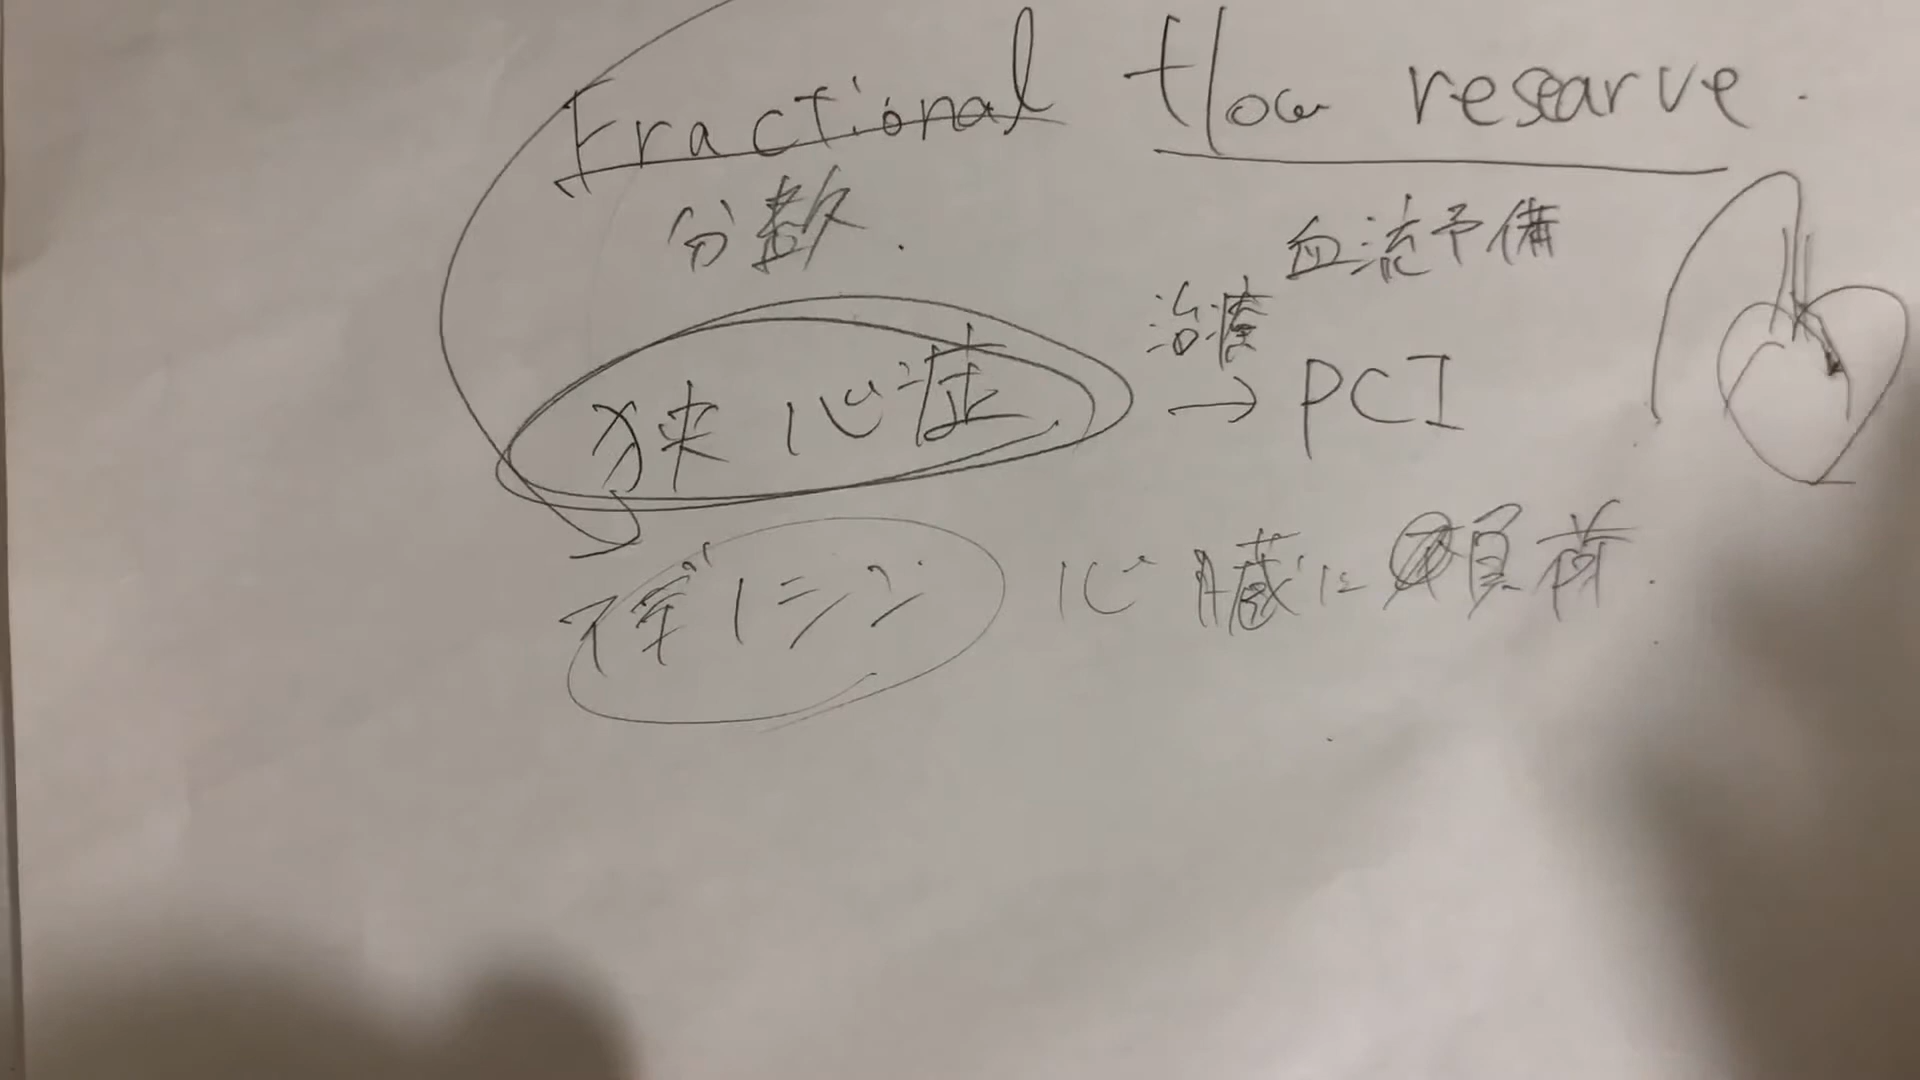 Fractional flow researve.
分数.
血流予備
狭心症 治療 → PCI
心臓に負荷.